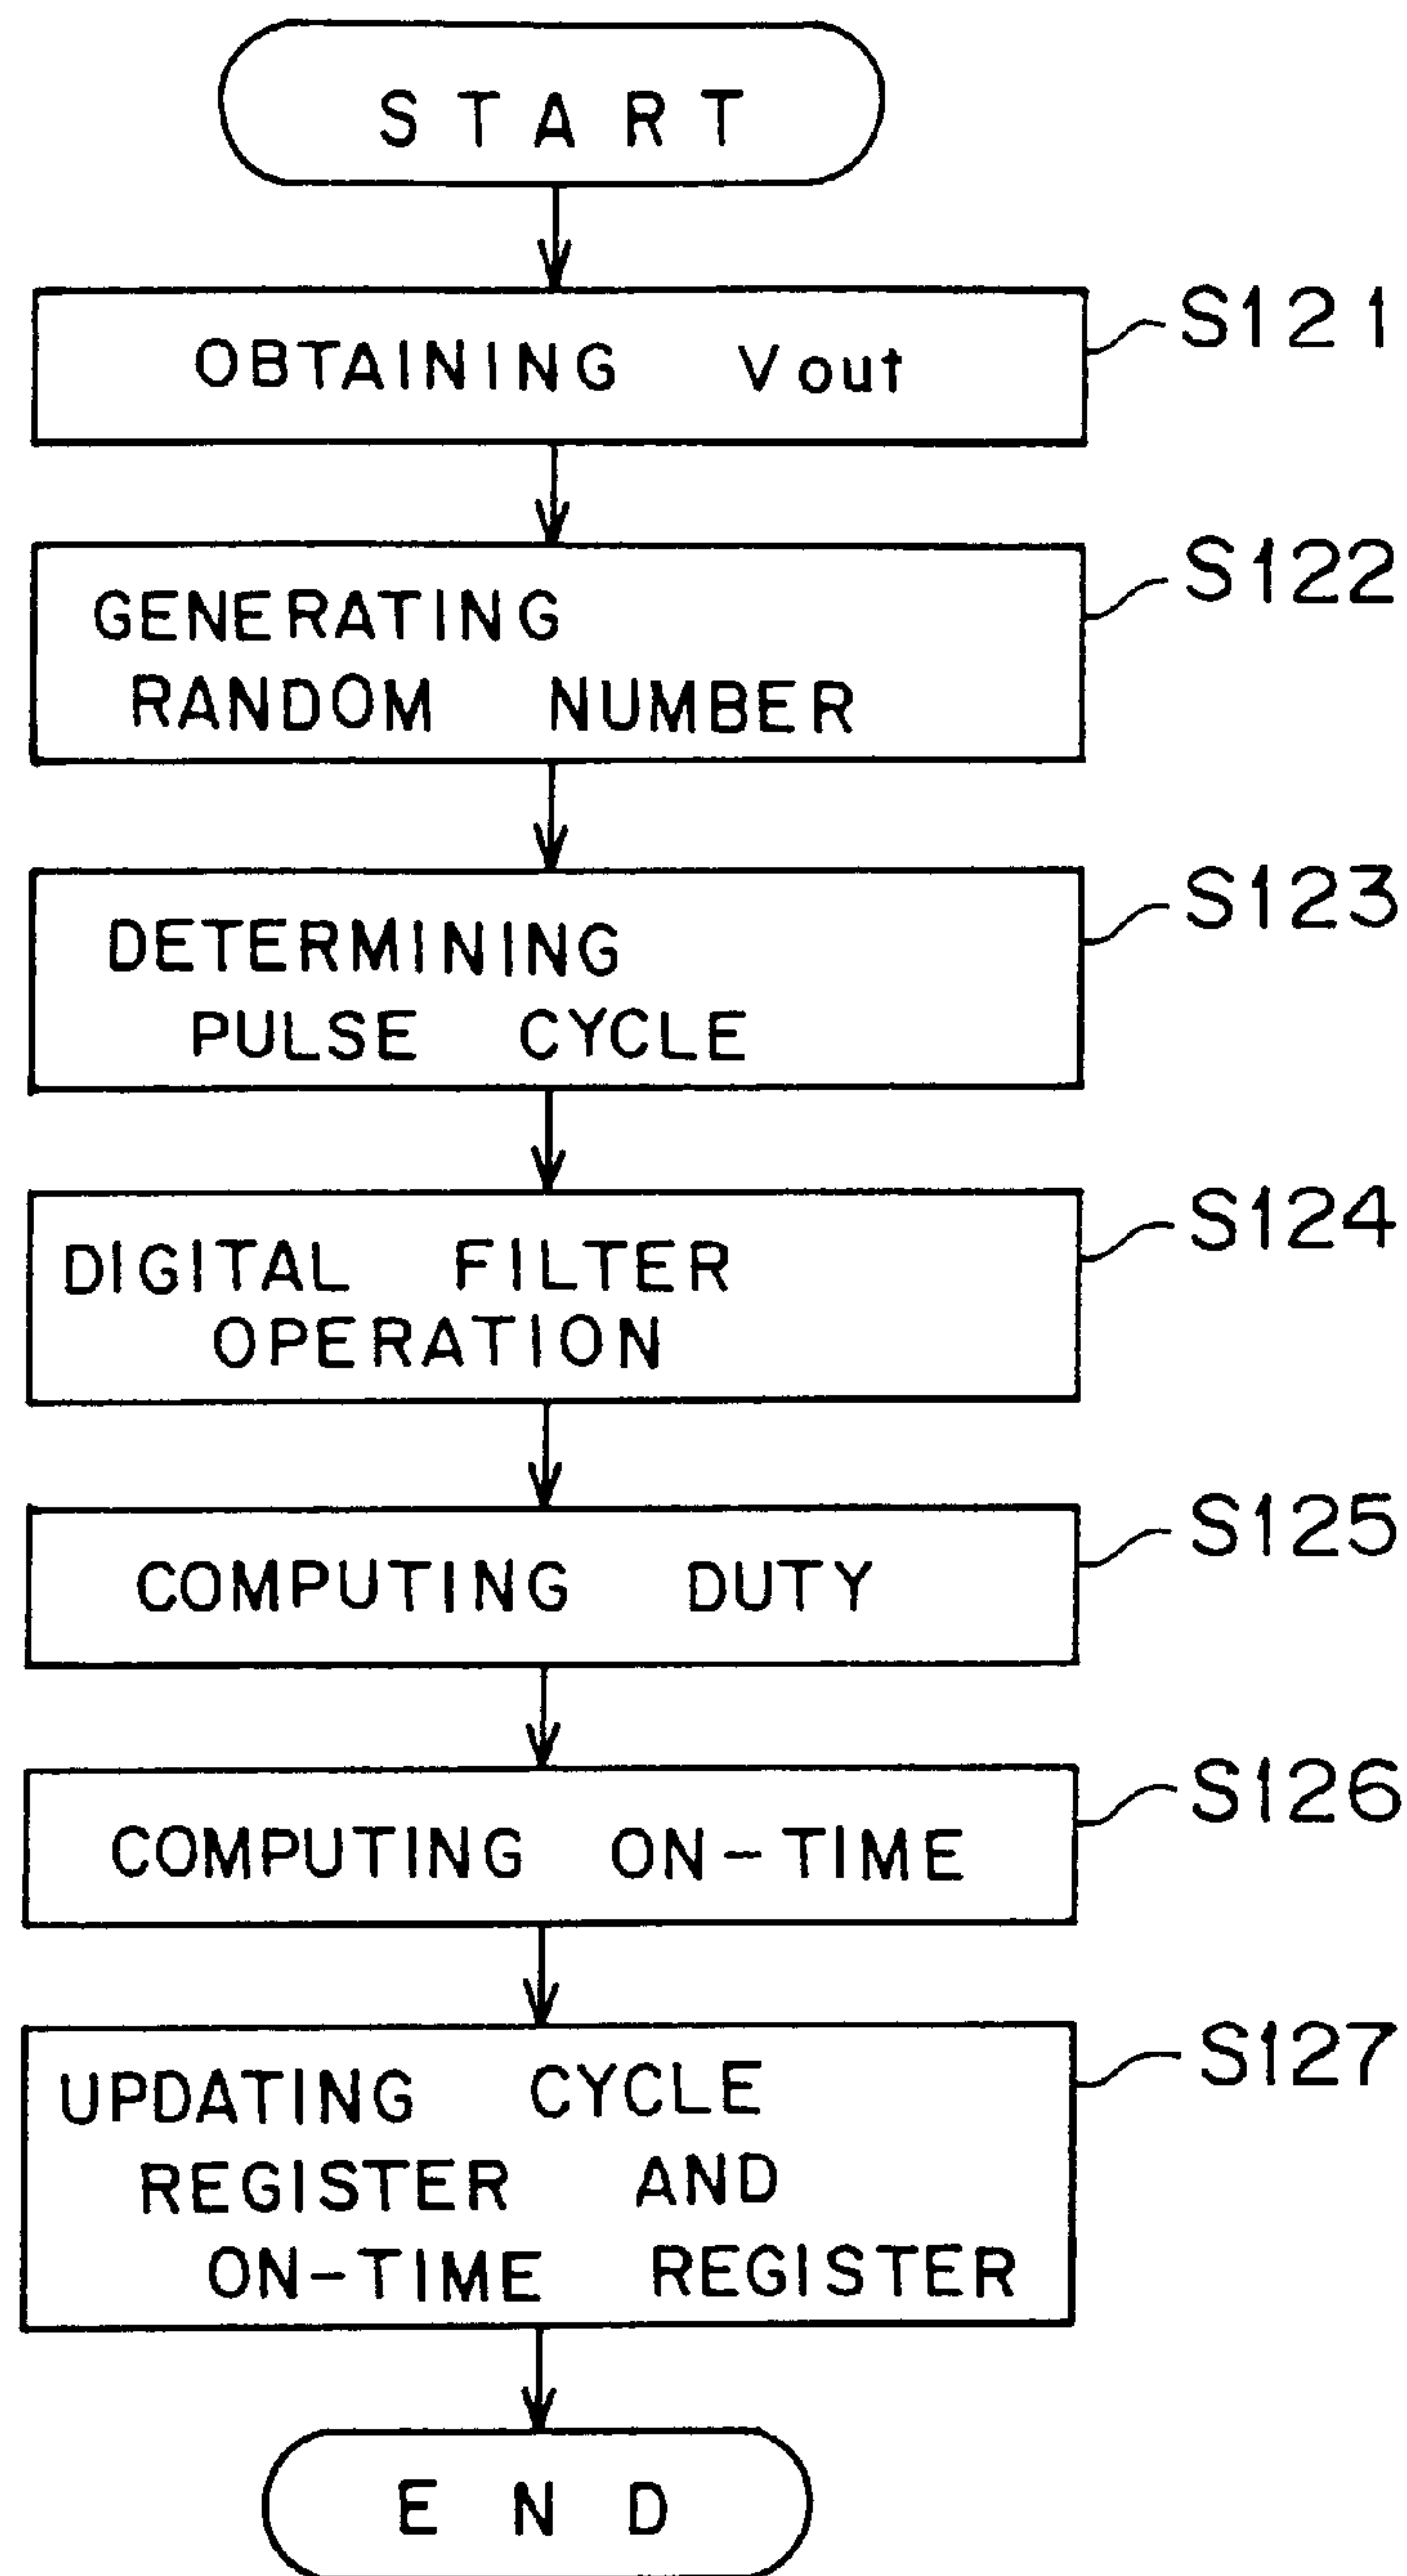 START
OBTAINING Vout
S121
GENERATING
RANDOM NUMBER
S122
DETERMINING
PULSE CYCLE
S123
DIGITAL FILTER
OPERATION
S124
COMPUTING DUTY
S125
COMPUTING ON-TIME
S126
UPDATING CYCLE
REGISTER AND
ON-TIME REGISTER
S127
END